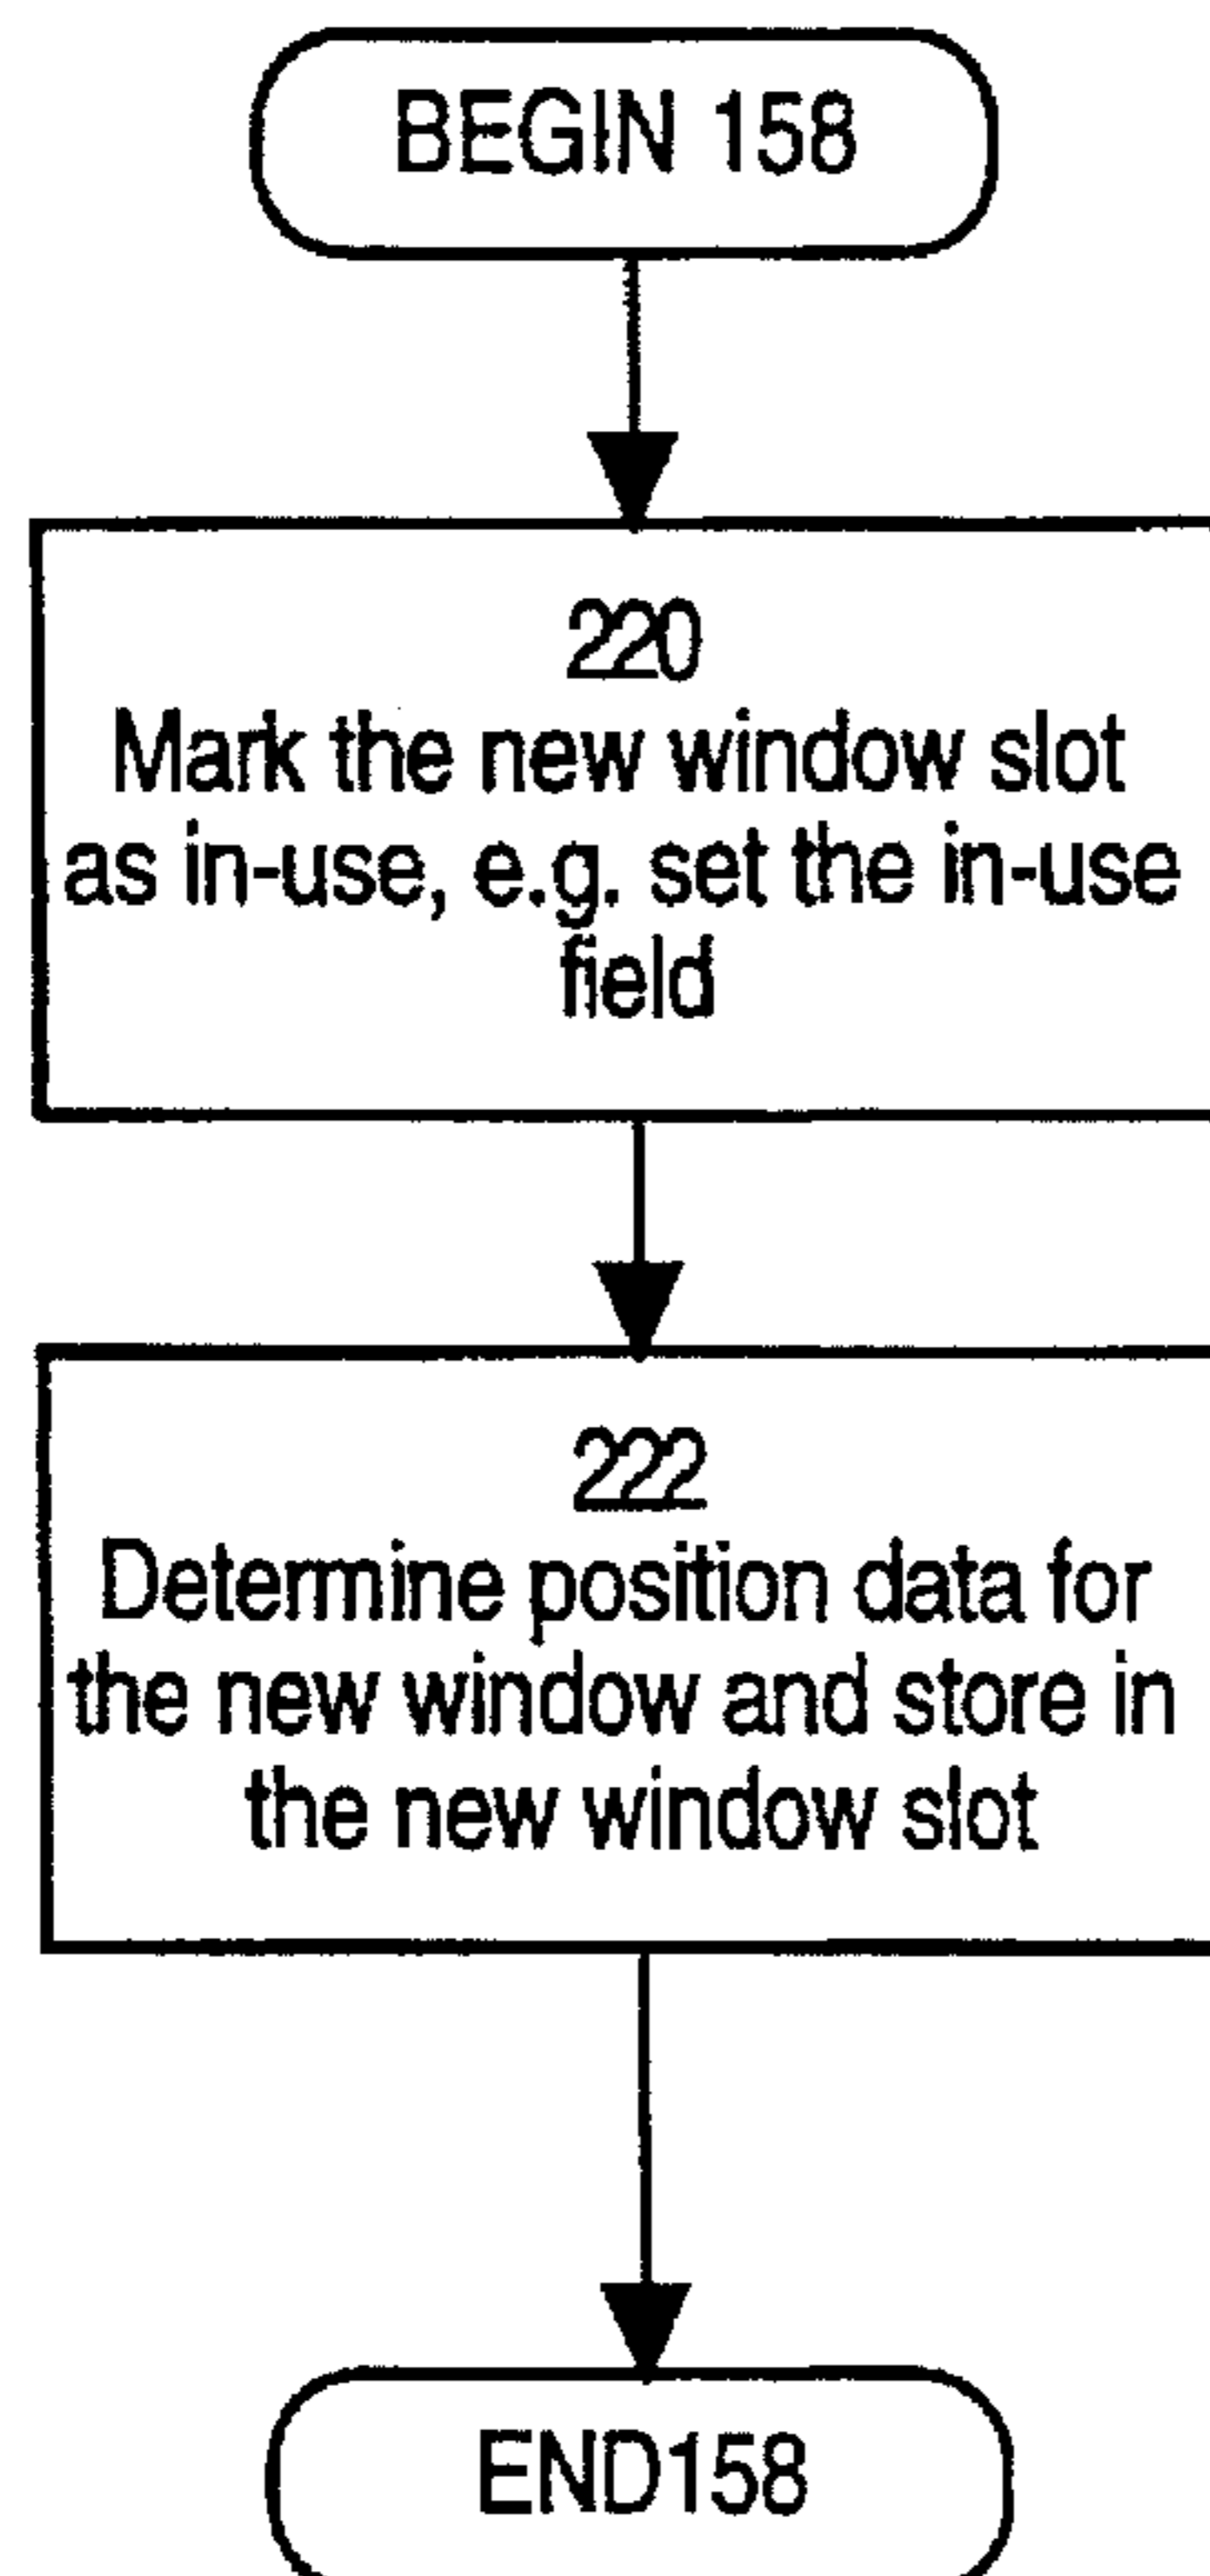 BEGIN 158
220
Mark the new window slot
as in-use, e.g. set the in-use
field
222
Determine position data for
the new window and store in
the new window slot
END158